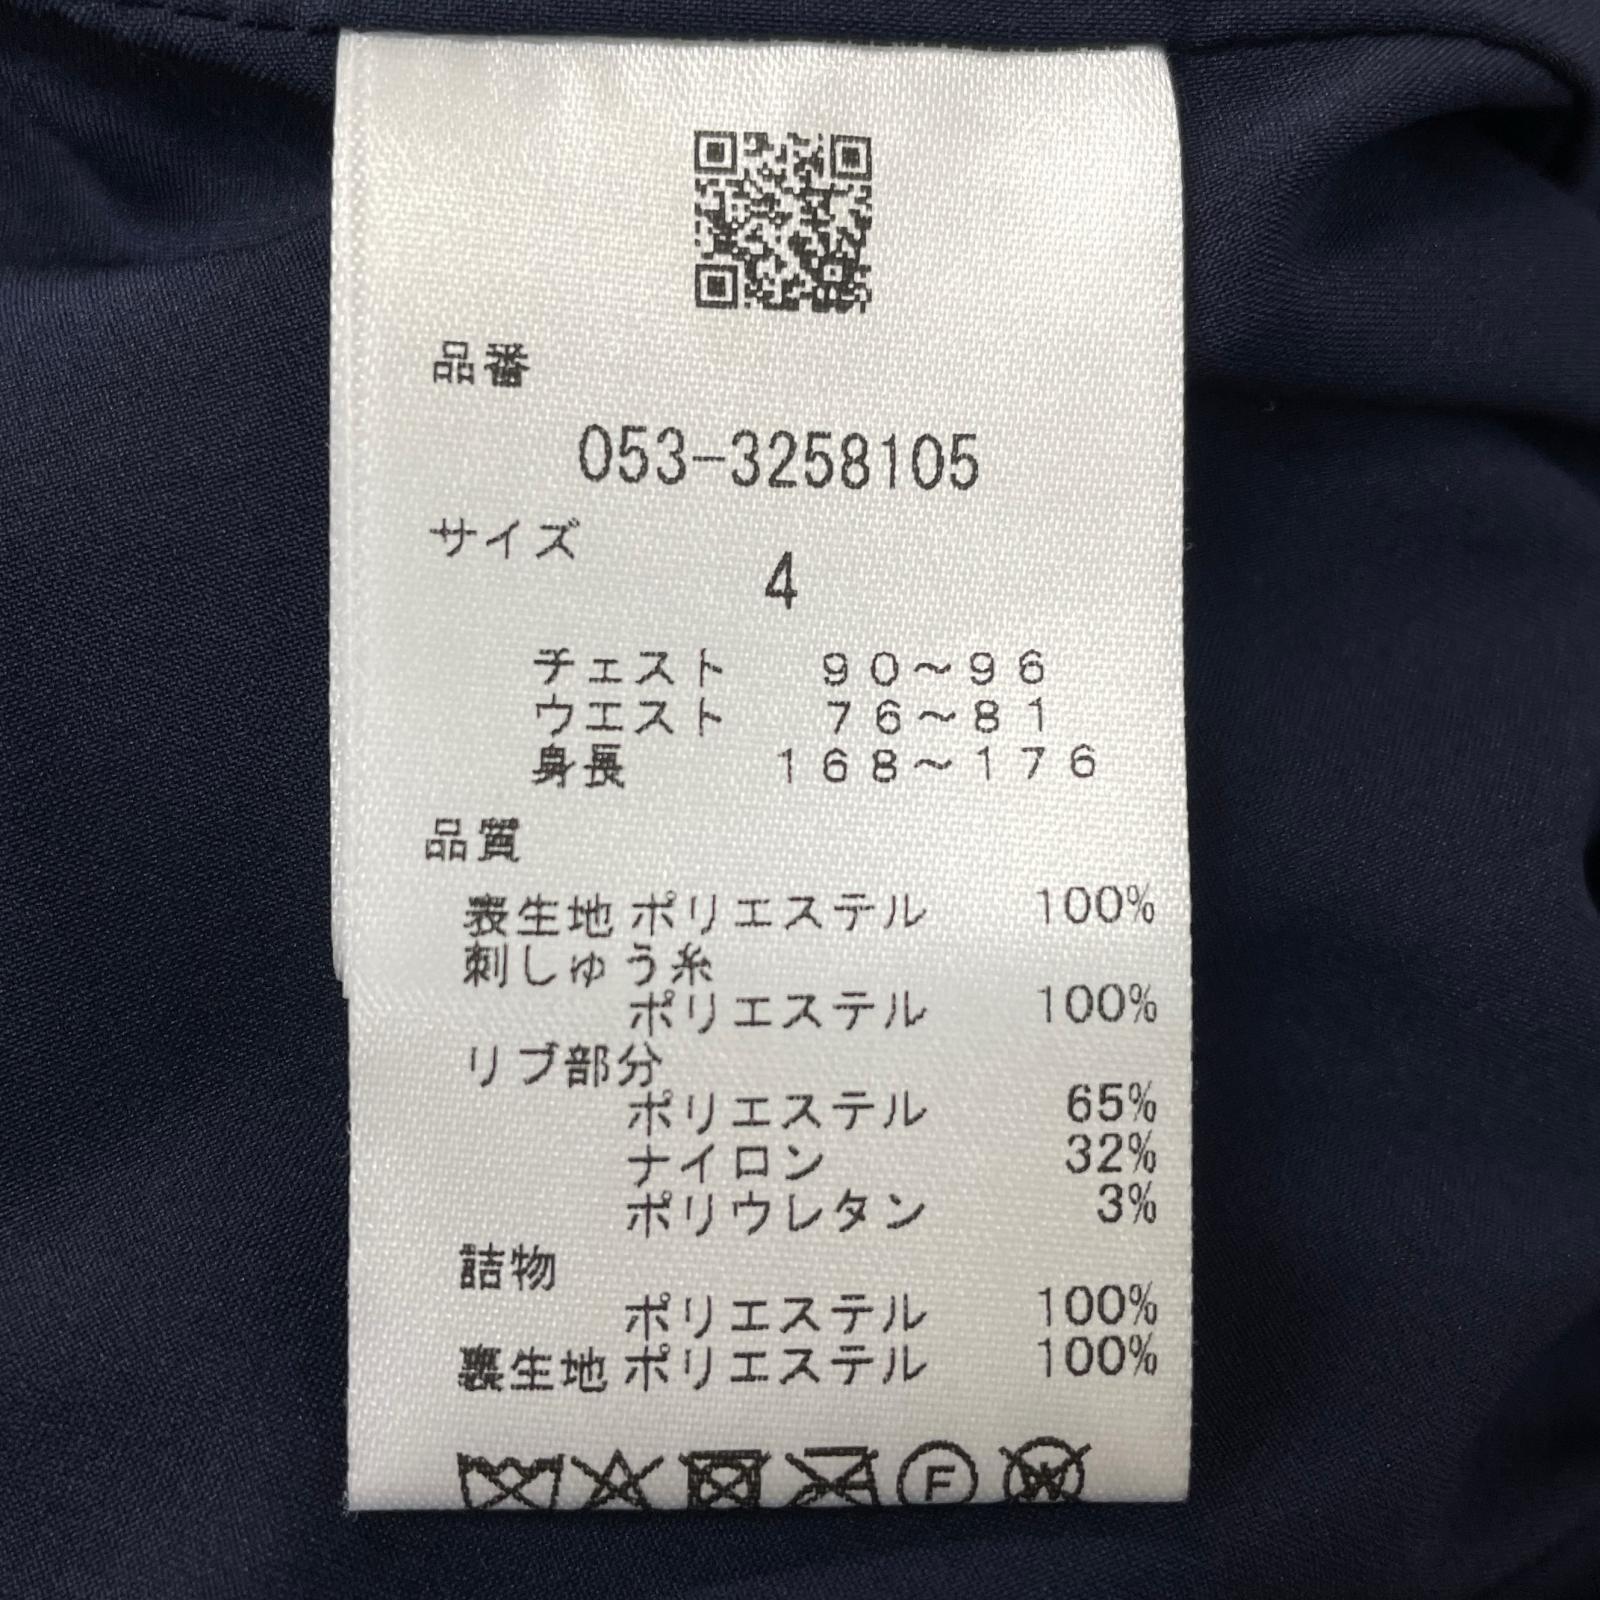 品番
053-3258105
サイズ
4
チェスト 90～96
ウエスト 76～81
身長 168～176
品質
表生地 ポリエステル 100%
刺しゅう糸
ポリエステル 100%
リブ部分
ポリエステル 65%
ナイロン 32%
ポリウレタン 3%
詰物
ポリエステル 100%
裏生地 ポリエステル 100%
F
W